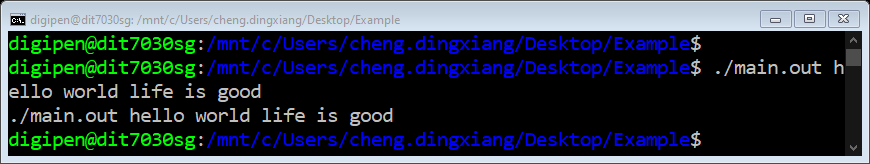 digipen@dit7030sg: /mnt/c/Users/cheng.dingxiang/Desktop/Example
digipen@dit7030sg:/mnt/c/Users/cheng.dingxiang/Desktop/Example$
digipen@dit7030sg:/mnt/c/Users/cheng.dingxiang/Desktop/Example$ ./main.out h
ello world life is good
./main.out hello world life is good
digipen@dit7030sg:/mnt/c/Users/cheng.dingxiang/Desktop/Example$